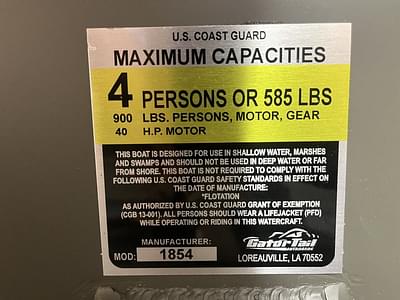 U.S. COAST GUARD
MAXIMUM CAPACITIES
4 PERSONS OR 585 LBS
900 LBS. PERSONS, MOTOR, GEAR
40 H.P. MOTOR
THIS BOAT IS DESIGNED FOR USE IN SHALLOW WATER, MARSHES
AND SWAMPS AND SHOULD NOT BE USED IN DEEP WATER OR FAR
FROM SHORE. THIS BOAT IS NOT REQUIRED TO COMPLY WITH THE
FOLLOWING U.S. COAST GUARD SAFETY STANDARDS IN EFFECT ON
THE DATE OF MANUFACTURE:
*FLOTATION
AS AUTHORIZED BY U.S. COAST GUARD GRANT OF EXEMPTION
(CGB 13-001). ALL PERSONS SHOULD WEAR A LIFEJACKET (PFD)
WHILE OPERATING OR RIDING IN THIS WATERCRAFT.
MANUFACTURER:
MOD: 1854
GatorTail
OUTBOARDS
LOREAUVILLE, LA 70552